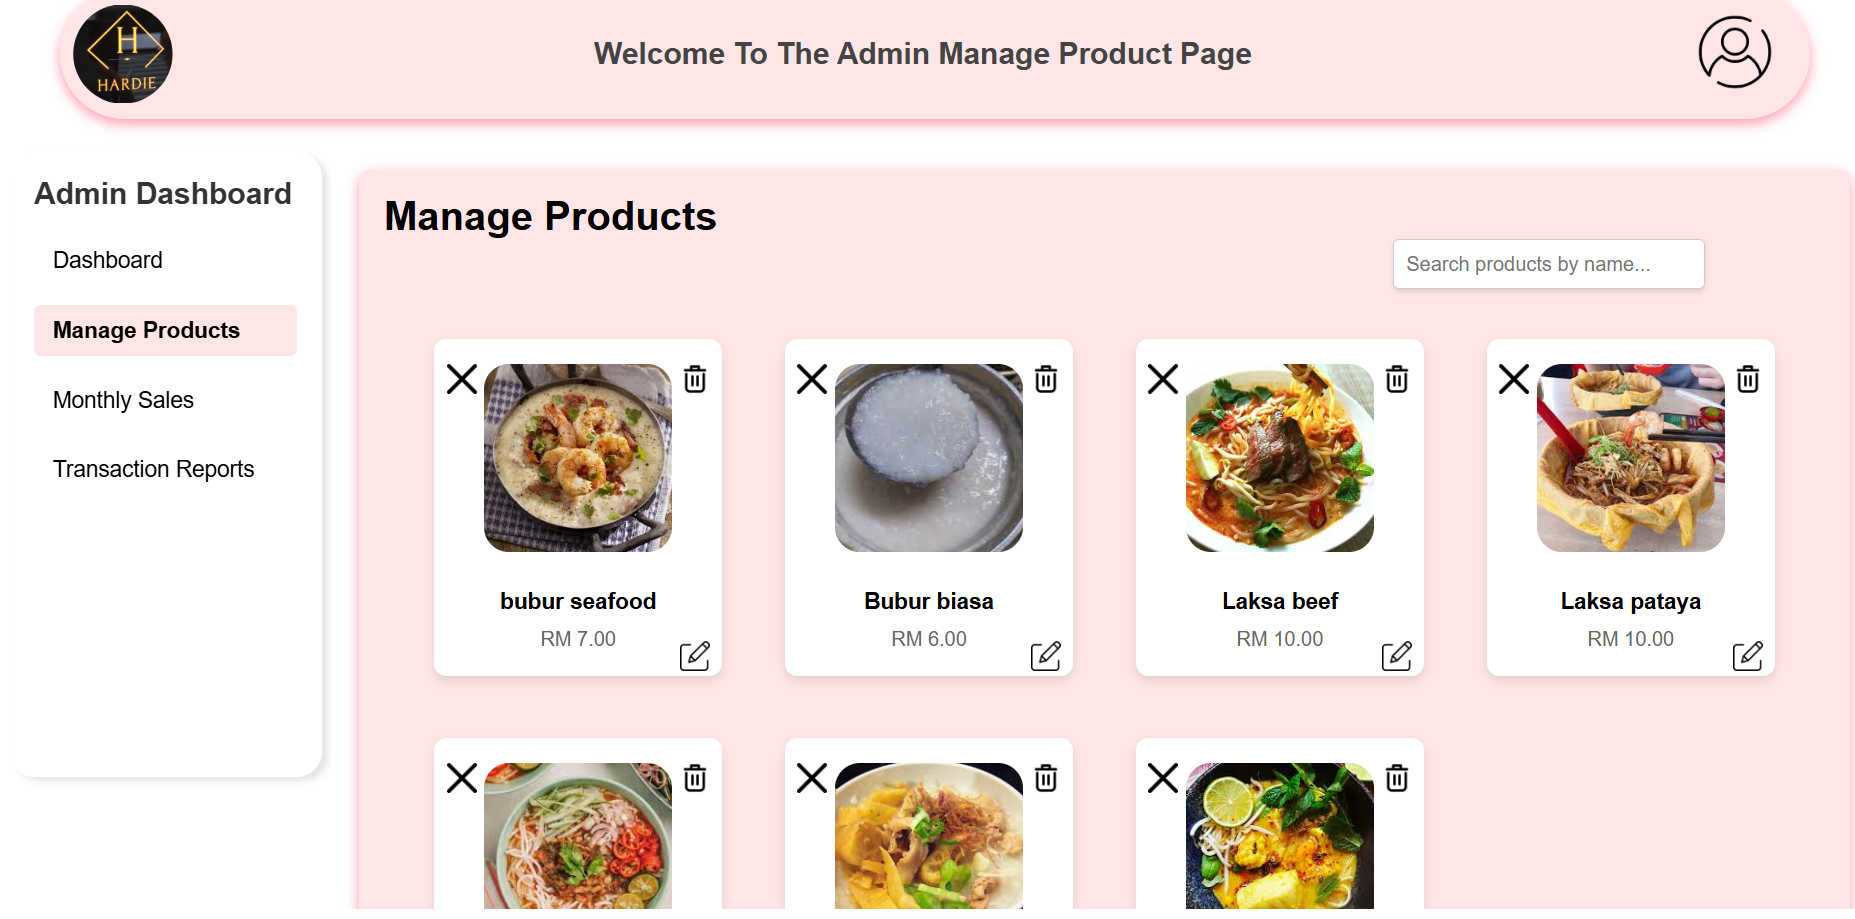 H
HARDIE
Welcome To The Admin Manage Product Page
Admin Dashboard
Dashboard
Manage Products
Monthly Sales
Transaction Reports
Manage Products
Search products by name...
bubur seafood
RM 7.00
Bubur biasa
RM 6.00
Laksa beef
RM 10.00
Laksa pataya
RM 10.00